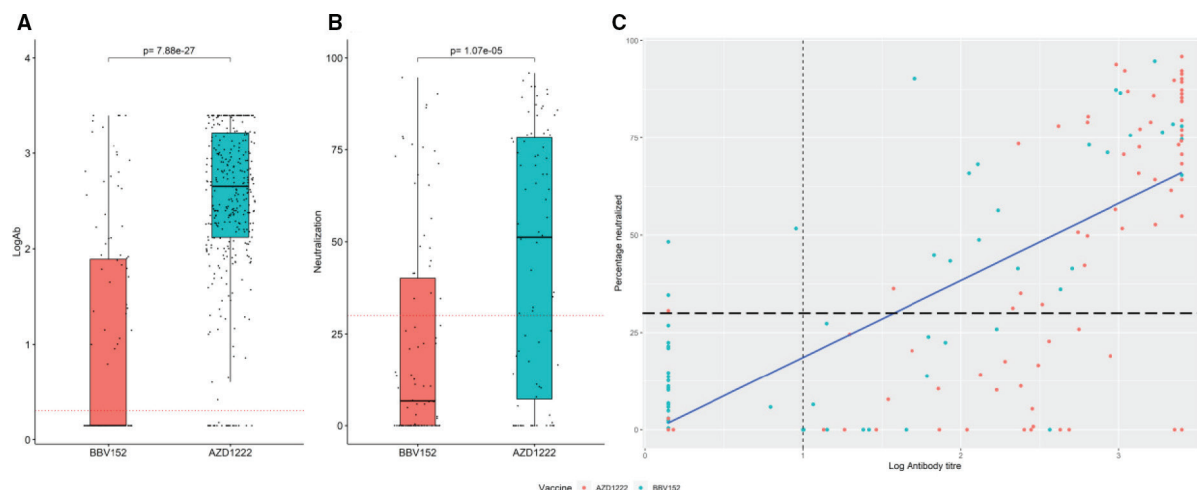 A
B
C
p= 7.88e-27
p= 1.07e-05
LogAb
4
3
2
1
0
BBV152
AZD1222
Neutralization
100
75
50
25
0
BBV152
AZD1222
Percentage neutralized
100
75
50
25
0
0
1
2
3
Log Antibody titre
Vaccine AZD1222 BBV152